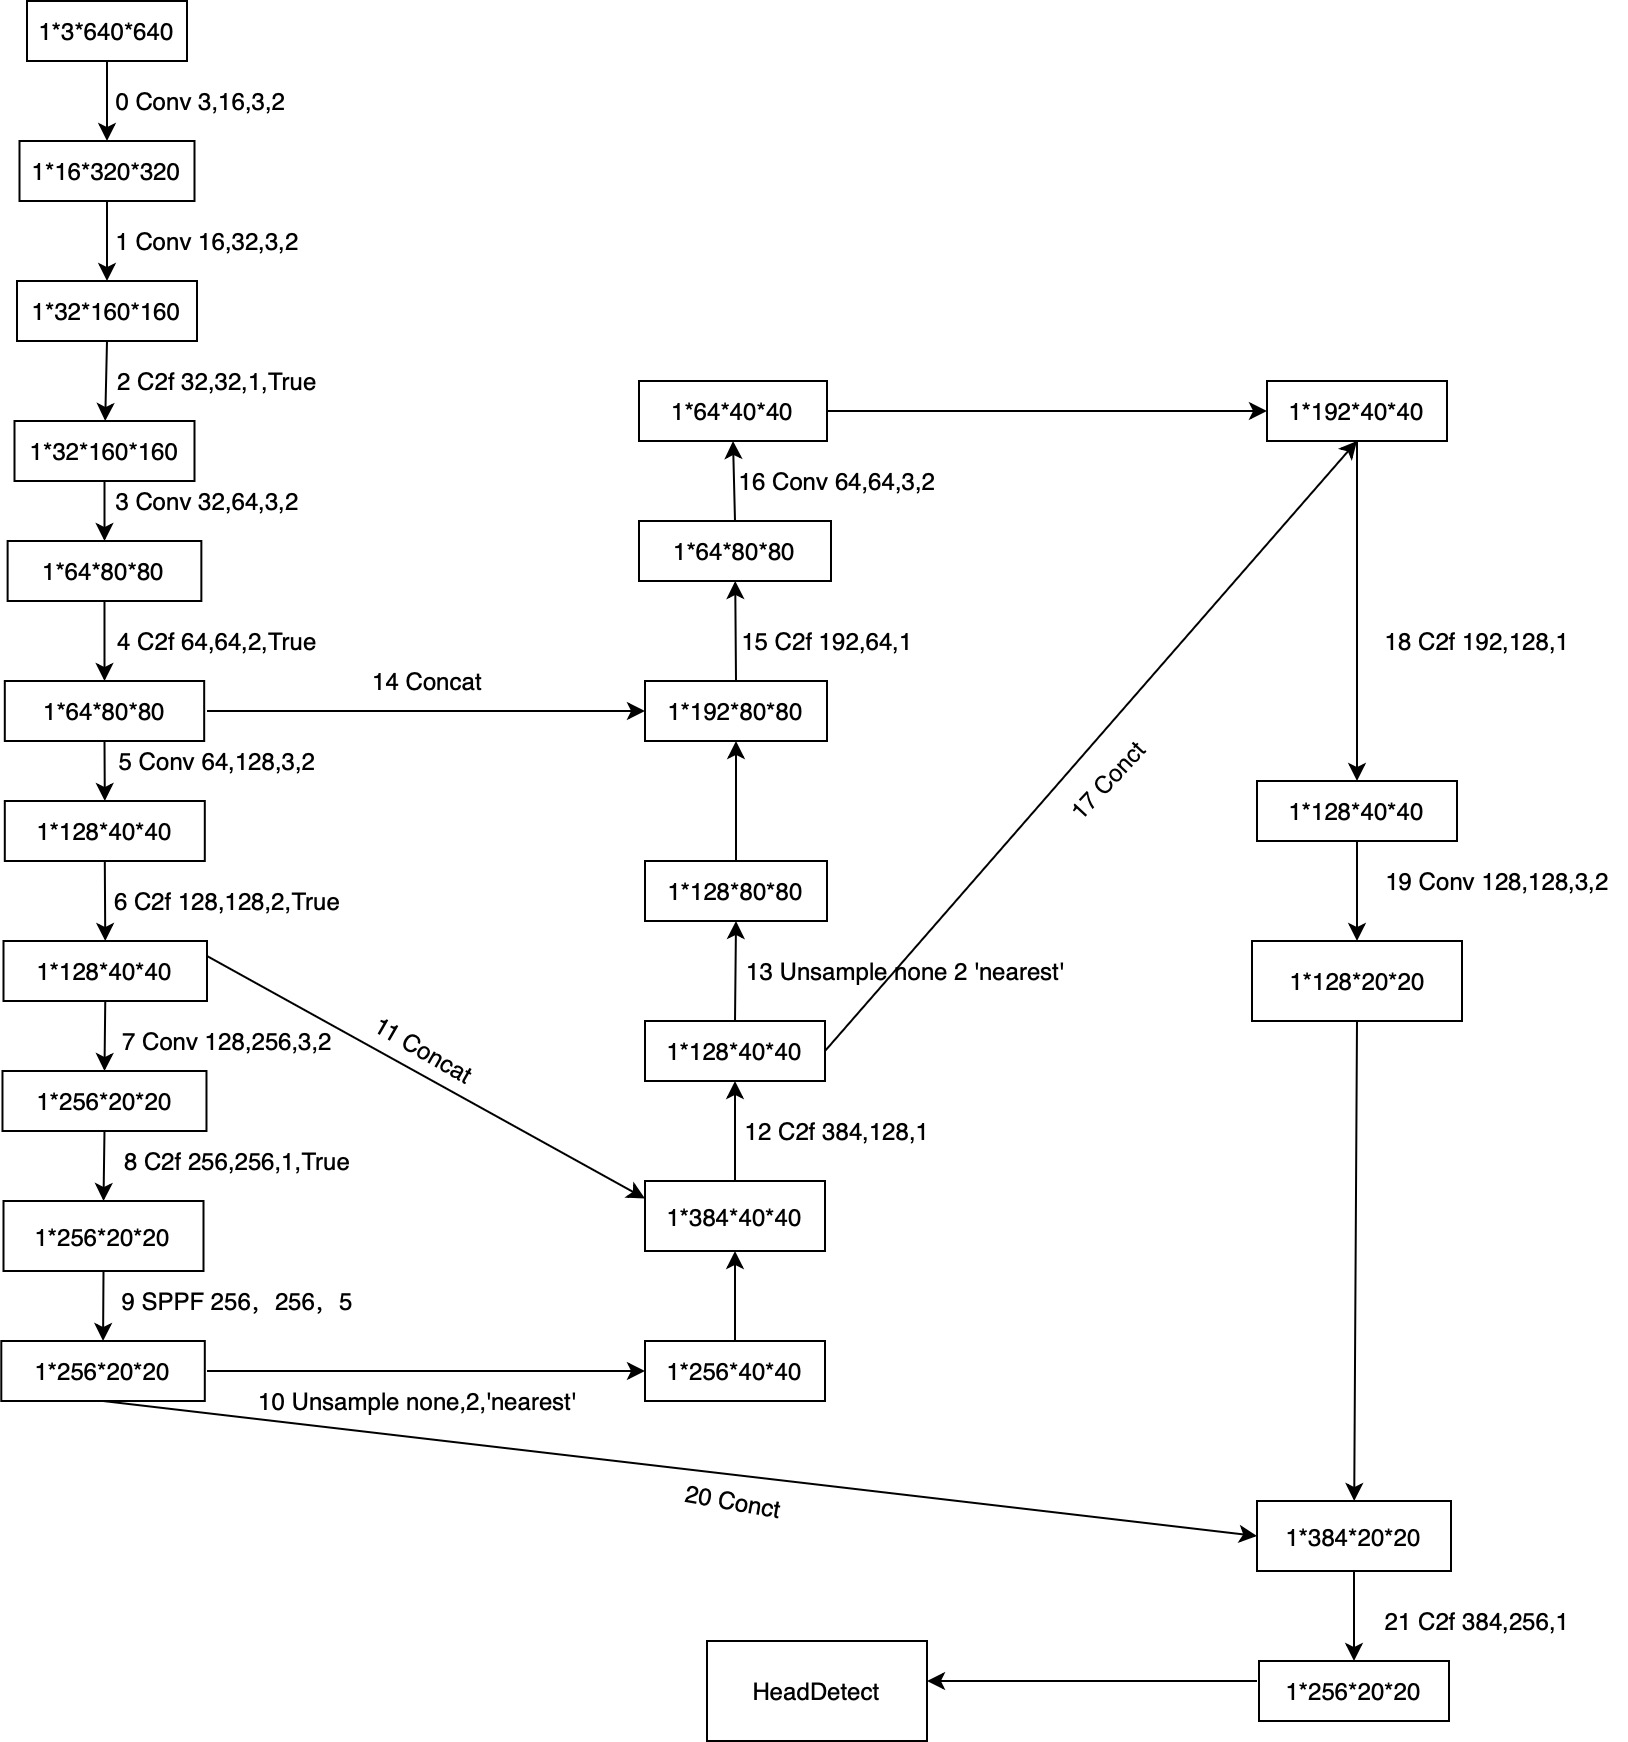 1*3*640*640
0 Conv 3,16,3,2
1*16*320*320
1 Conv 16,32,3,2
1*32*160*160
2 C2f 32,32,1,True
1*32*160*160
3 Conv 32,64,3,2
1*64*80*80
4 C2f 64,64,2,True
1*64*80*80
5 Conv 64,128,3,2
1*128*40*40
6 C2f 128,128,2,True
1*128*40*40
7 Conv 128,256,3,2
1*256*20*20
8 C2f 256,256,1,True
1*256*20*20
9 SPPF 256，256，5
1*256*20*20
10 Unsample none,2,'nearest'
1*256*40*40
11 Concat
1*384*40*40
12 C2f 384,128,1
1*128*40*40
13 Unsample none 2 'nearest'
1*128*80*80
14 Concat
1*192*80*80
15 C2f 192,64,1
1*64*80*80
16 Conv 64,64,3,2
1*64*40*40
17 Conct
1*192*40*40
18 C2f 192,128,1
1*128*40*40
19 Conv 128,128,3,2
1*128*20*20
20 Conct
1*384*20*20
21 C2f 384,256,1
1*256*20*20
HeadDetect